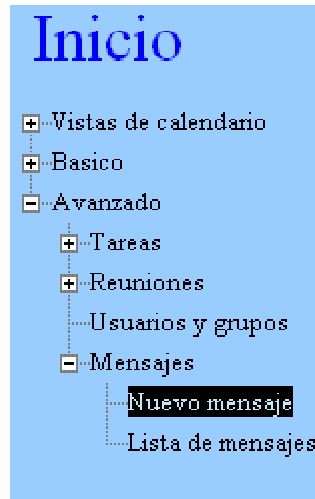 Inicio
Vistas de calendario
Basico
Avanzado
Tareas
Reuniones
Usuarios y grupos
Mensajes
Nuevo mensaje
Lista de mensajes